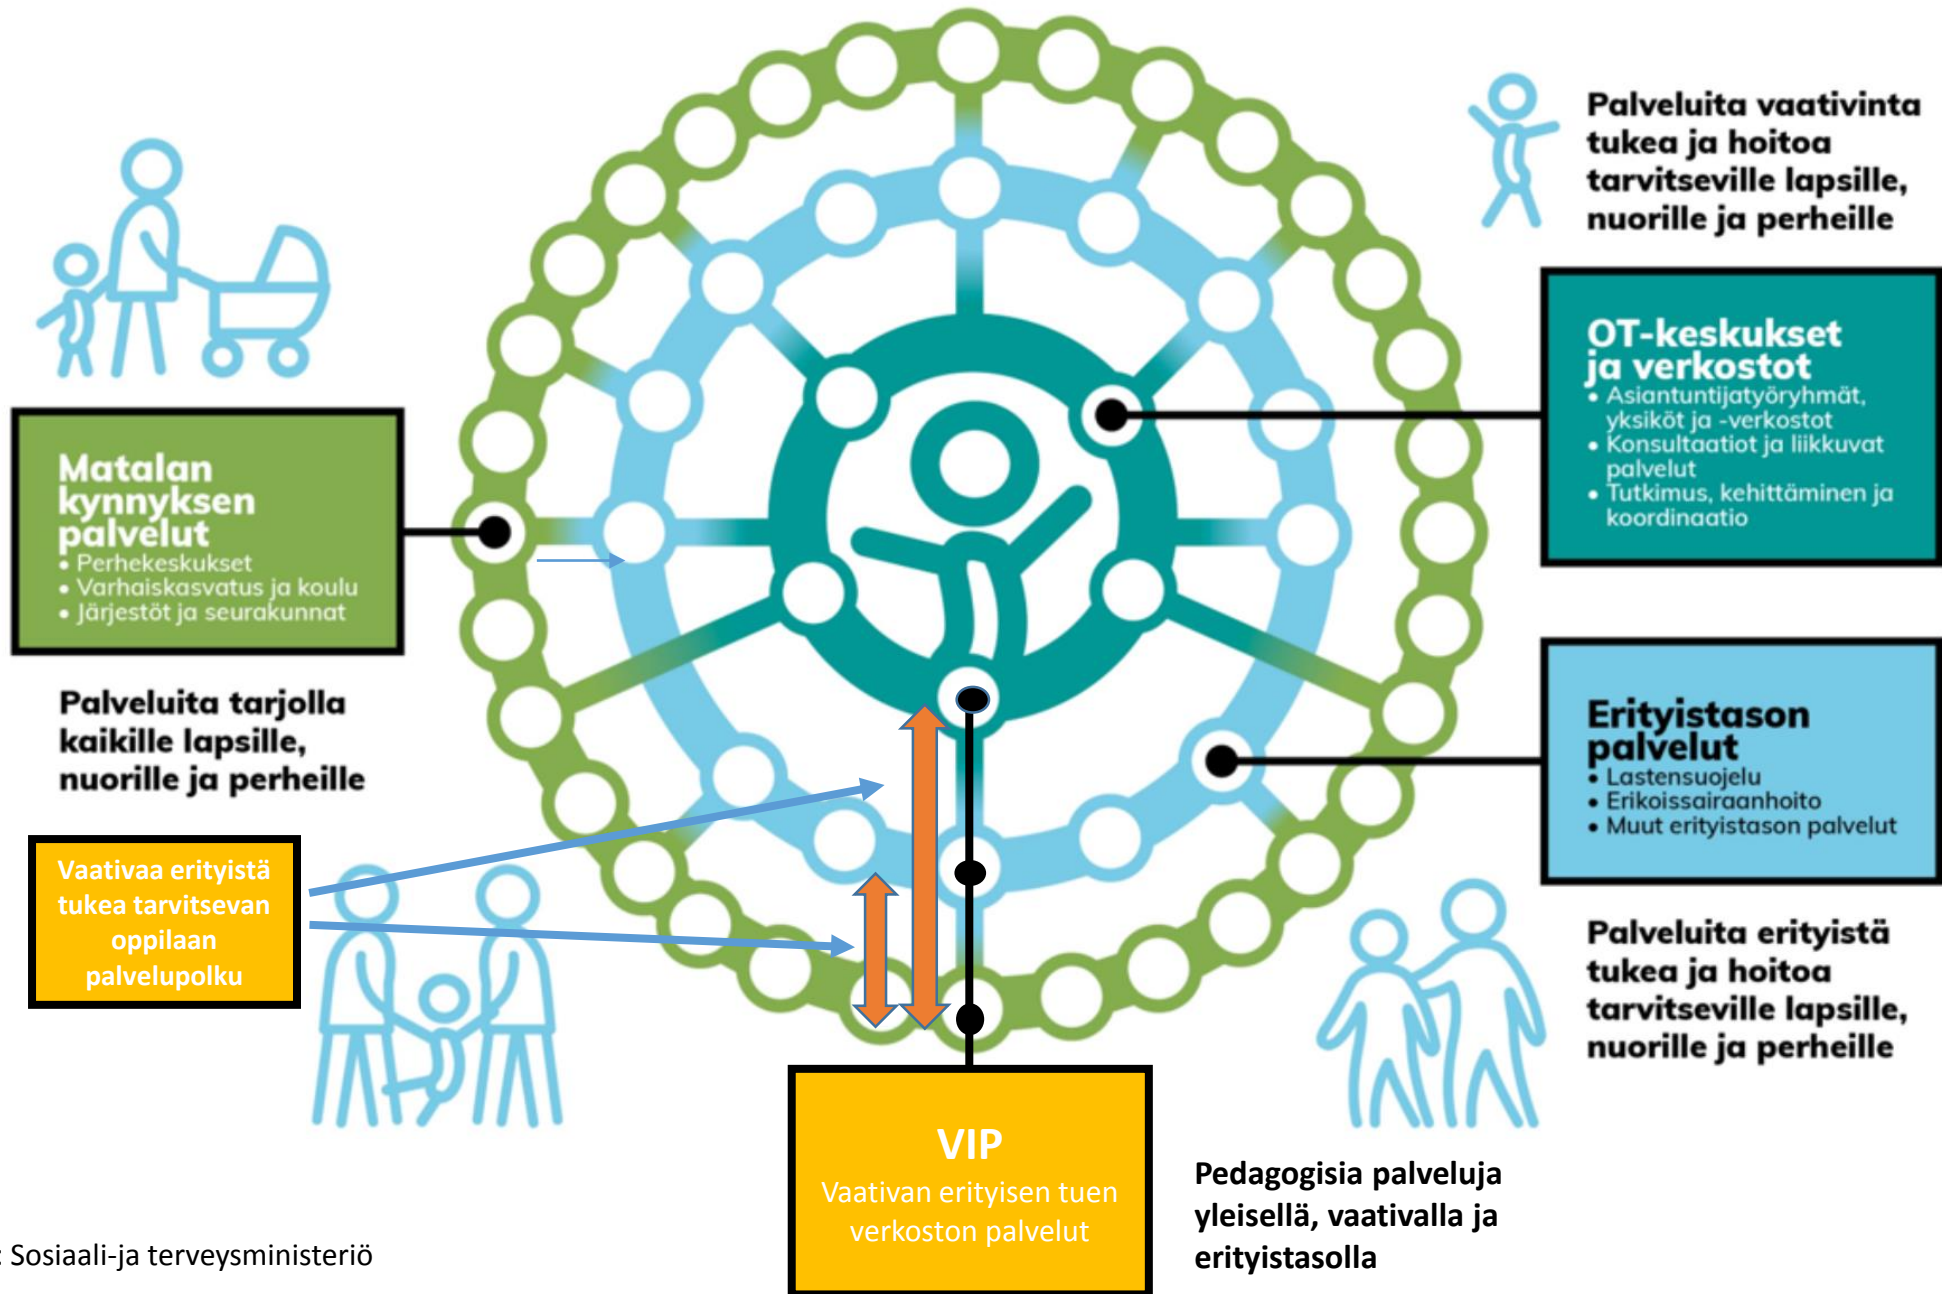 Palveluita vaativinta
tukea ja hoitoa
tarvitseville lapsille,
nuorille ja perheille
OT-keskukset
ja verkostot
• Asiantuntijatyöryhmät,
yksiköt ja -verkostot
• Konsultaatiot ja liikkuvat
palvelut
• Tutkimus, kehittäminen ja
koordinaatio
Matalan
kynnyksen
palvelut
• Perhekeskukset
• Varhaiskasvatus ja koulu
• Järjestöt ja seurakunnat
Palveluita tarjolla
kaikille lapsille,
nuorille ja perheille
Erityistason
palvelut
• Lastensuojelu
• Erikoissairaanhoito
• Muut erityistason palvelut
Vaativaa erityistä
tukea tarvitsevan
oppilaan
palvelupolku
Palveluita erityistä
tukea ja hoitoa
tarvitseville lapsille,
nuorille ja perheille
VIP
Vaativan erityisen tuen
verkoston palvelut
Pedagogisia palveluja
yleisellä, vaativalla ja
erityistasolla
: Sosiaali-ja terveysministeriö